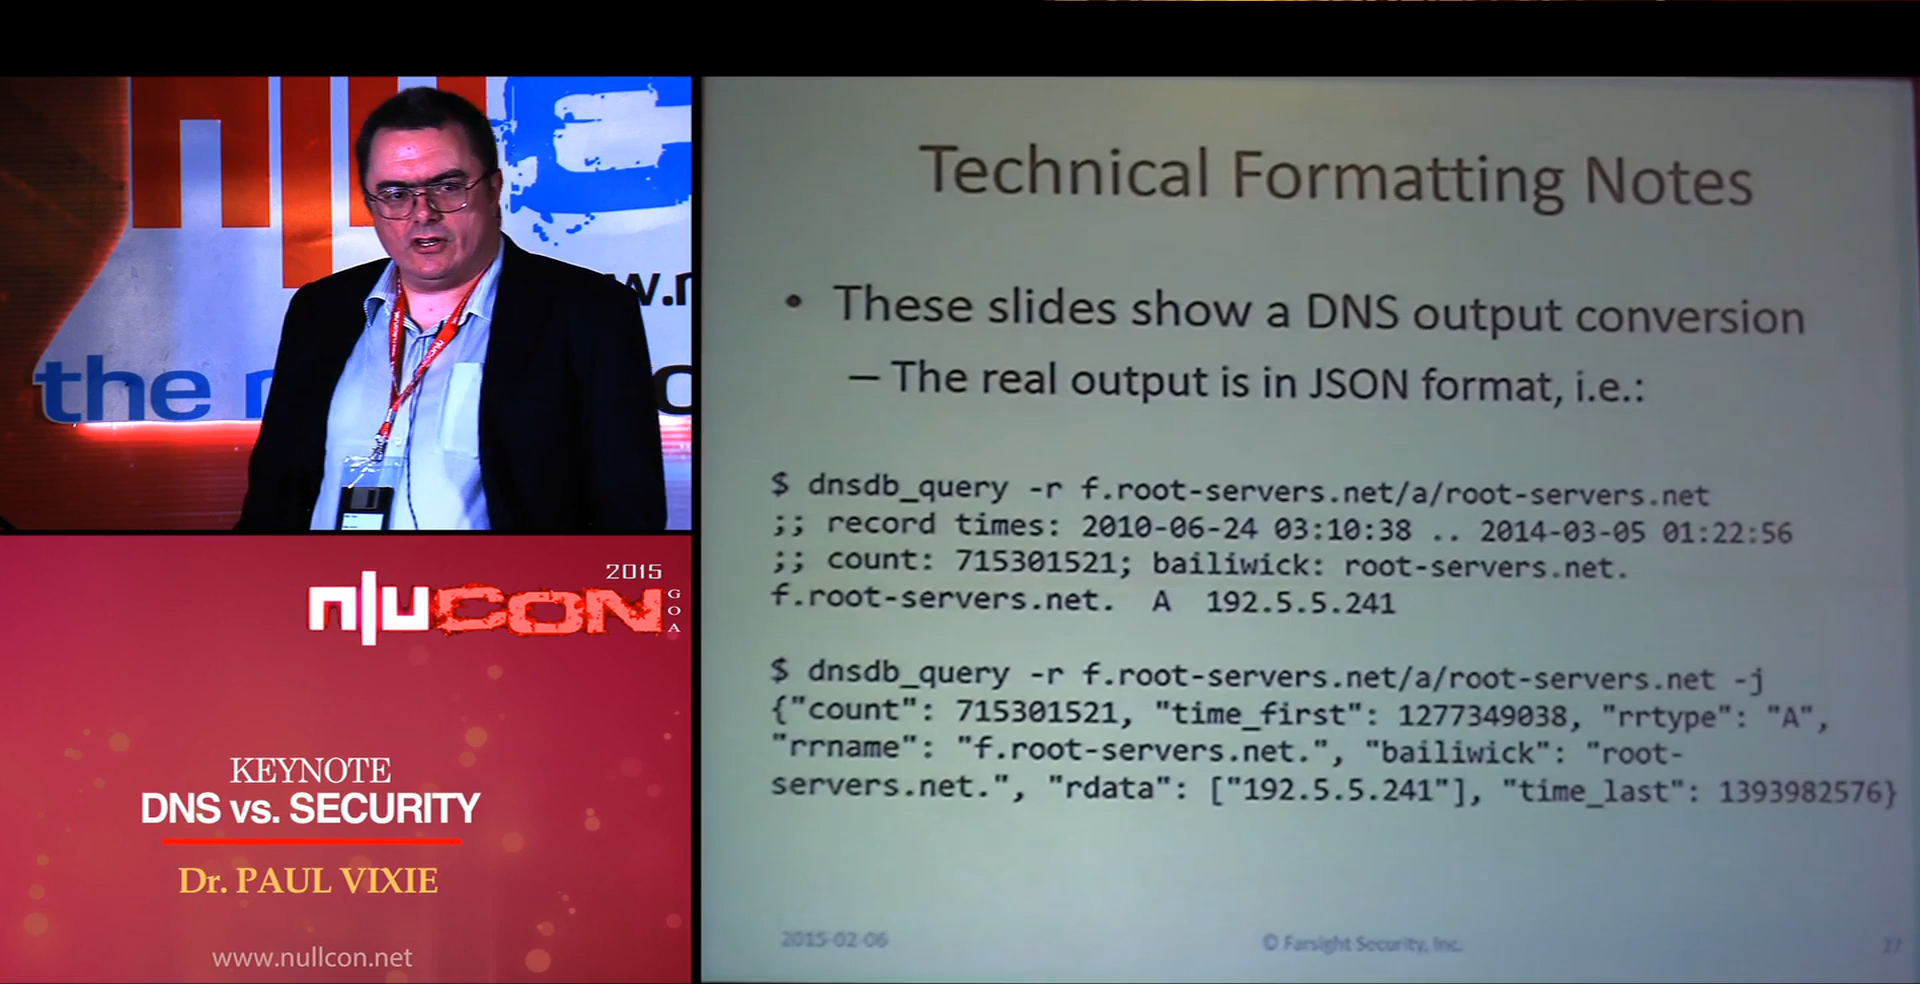 the
w.n
2015
n|u CON
GOA
KEYNOTE
DNS vs. SECURITY
Dr. PAUL VIXIE
www.nullcon.net
Technical Formatting Notes
• These slides show a DNS output conversion
– The real output is in JSON format, i.e.:
$ dnsdb_query -r f.root-servers.net/a/root-servers.net
;; record times: 2010-06-24 03:10:38 .. 2014-03-05 01:22:56
;; count: 715301521; bailiwick: root-servers.net.
f.root-servers.net. A 192.5.5.241
$ dnsdb_query -r f.root-servers.net/a/root-servers.net -j
{"count": 715301521, "time_first": 1277349038, "rrtype": "A",
"rrname": "f.root-servers.net.", "bailiwick": "root-
servers.net.", "rdata": ["192.5.5.241"], "time_last": 1393982576}
2015-02-06
© Farsight Security, Inc.
27